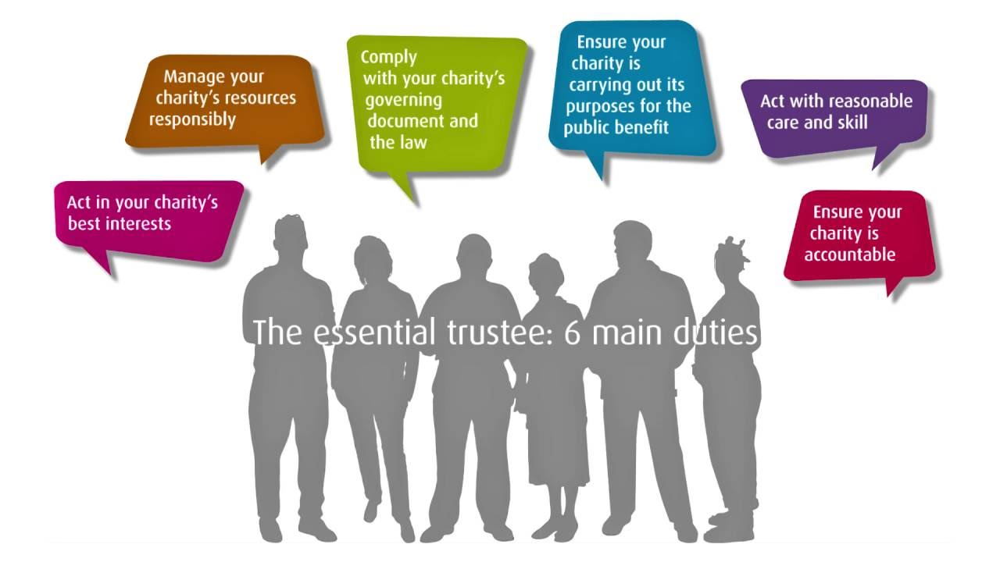 Act in your charity’s
best interests
Manage your
charity’s resources
responsibly
Comply
with your charity’s
governing
document and
the law
Ensure your
charity is
carrying out its
purposes for the
public benefit
Act with reasonable
care and skill
Ensure your
charity is
accountable
The essential trustee: 6 main duties